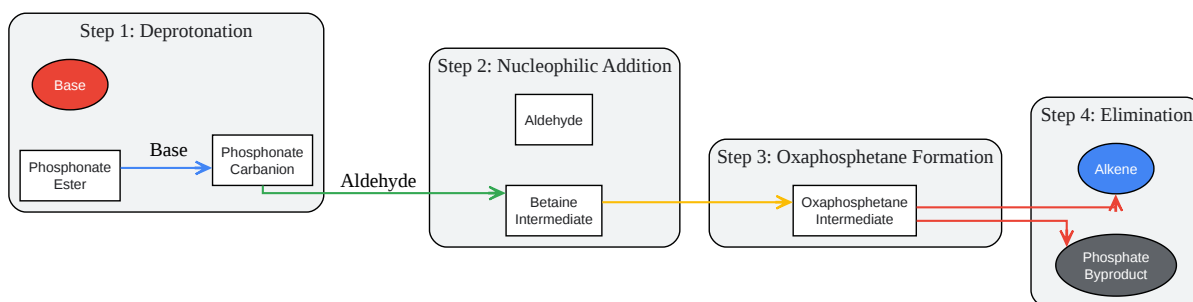 Step 1: Deprotonation
Base
Phosphonate
Ester
Base
Phosphonate
Carbanion
Aldehyde
Step 2: Nucleophilic Addition
Aldehyde
Betaine
Intermediate
Step 3: Oxaphosphetane Formation
Oxaphosphetane
Intermediate
Step 4: Elimination
Alkene
Phosphate
Byproduct